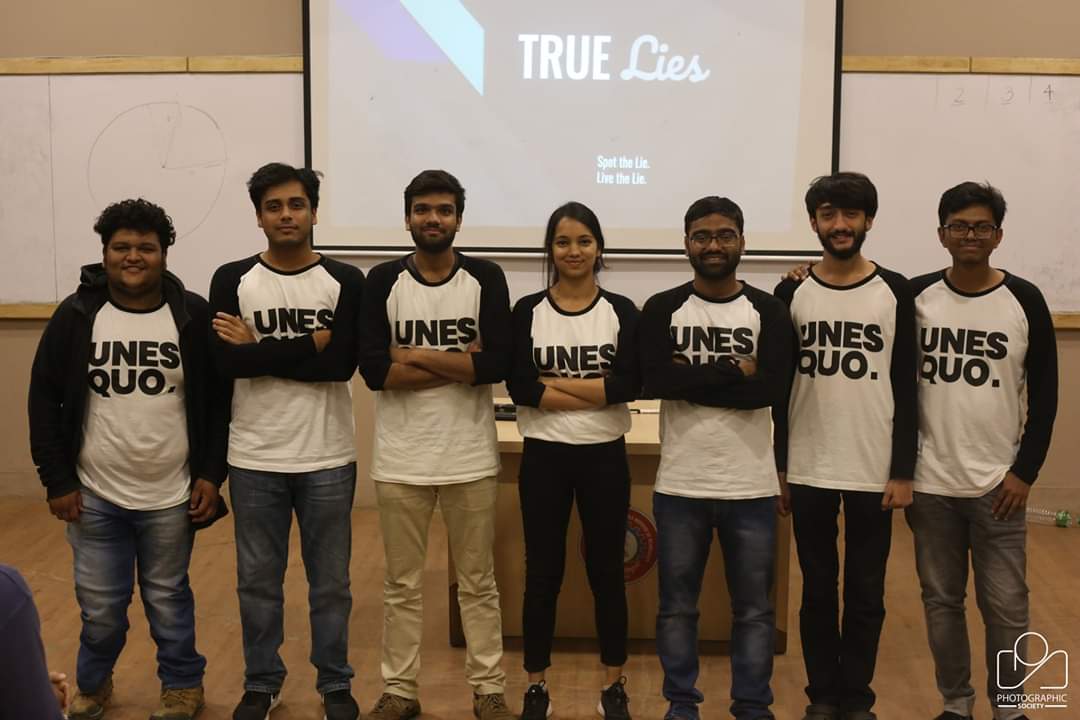 TRUE Lies
Spot the Lie.
Live the Lie.
2 3 4
UNES
QUO.
UNES
UNES
UNES
UNES
QUO.
UNES
QUO.
UNES
QUO.
PHOTOGRAPHIC
SOCIETY